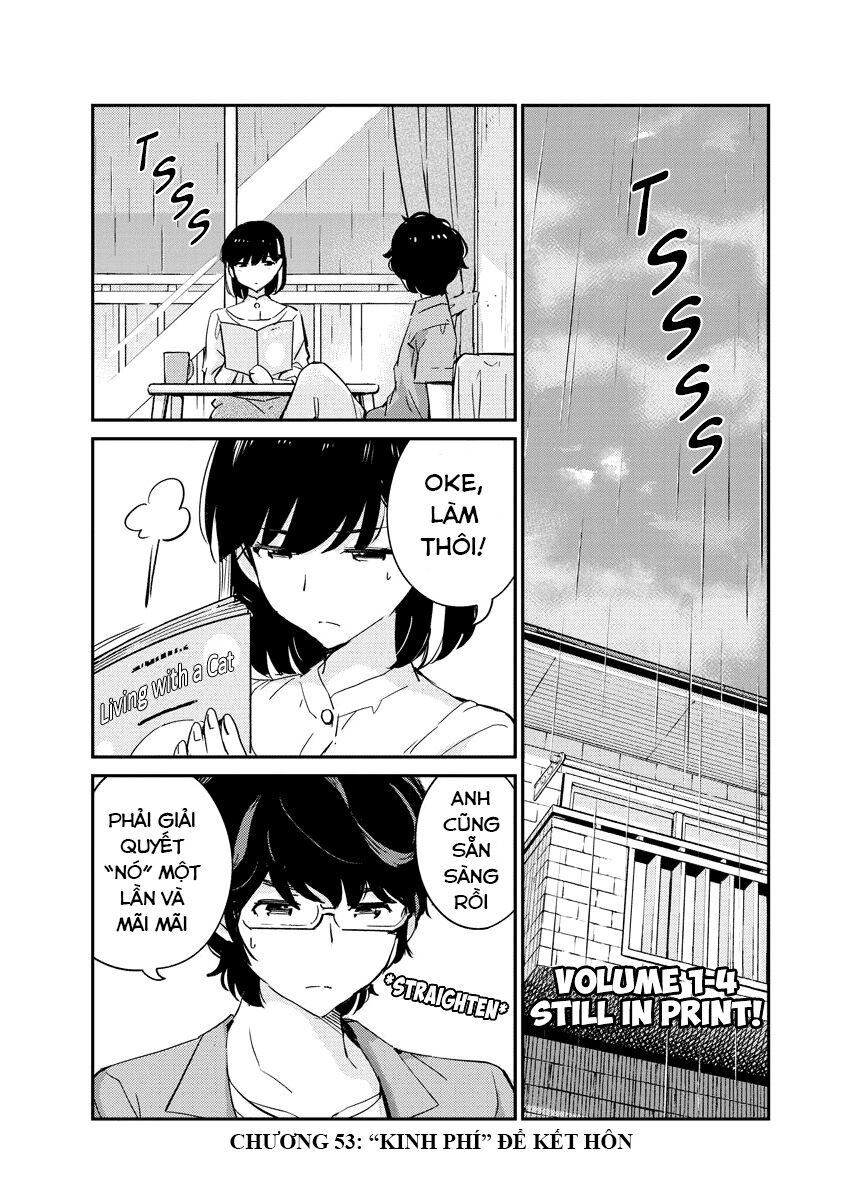 TSSSS
VOLUME 1-4
STILL IN PRINT!
TSSS
OKE,
LÀM
THÔI!
Living with a Cat
ANH
CŨNG
SẴN
SÀNG
RỒI
PHẢI GIẢI
QUYẾT
“NÓ” MỘT
LẦN VÀ
MÃI MÃI
*STRAIGHTEN*
CHƯƠNG 53: “KINH PHÍ” ĐỂ KẾT HÔN